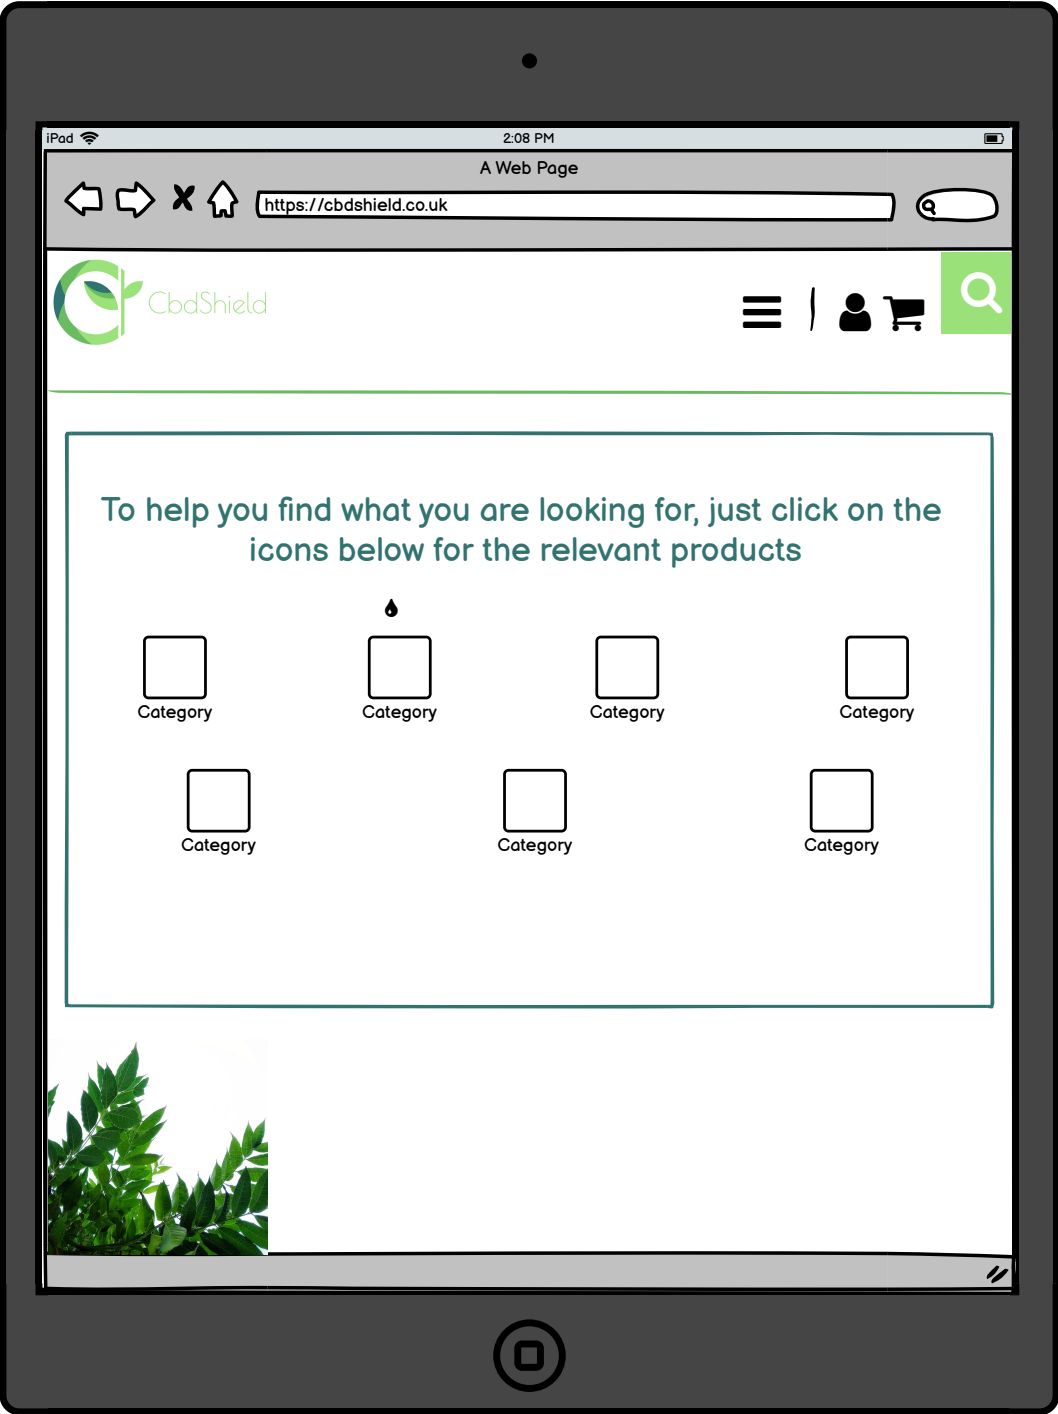 iPad
2:08 PM
A Web Page
https://cbdshield.co.uk
CbdShield
To help you find what you are looking for, just click on the
icons below for the relevant products
Category Category Category Category
Category Category Category